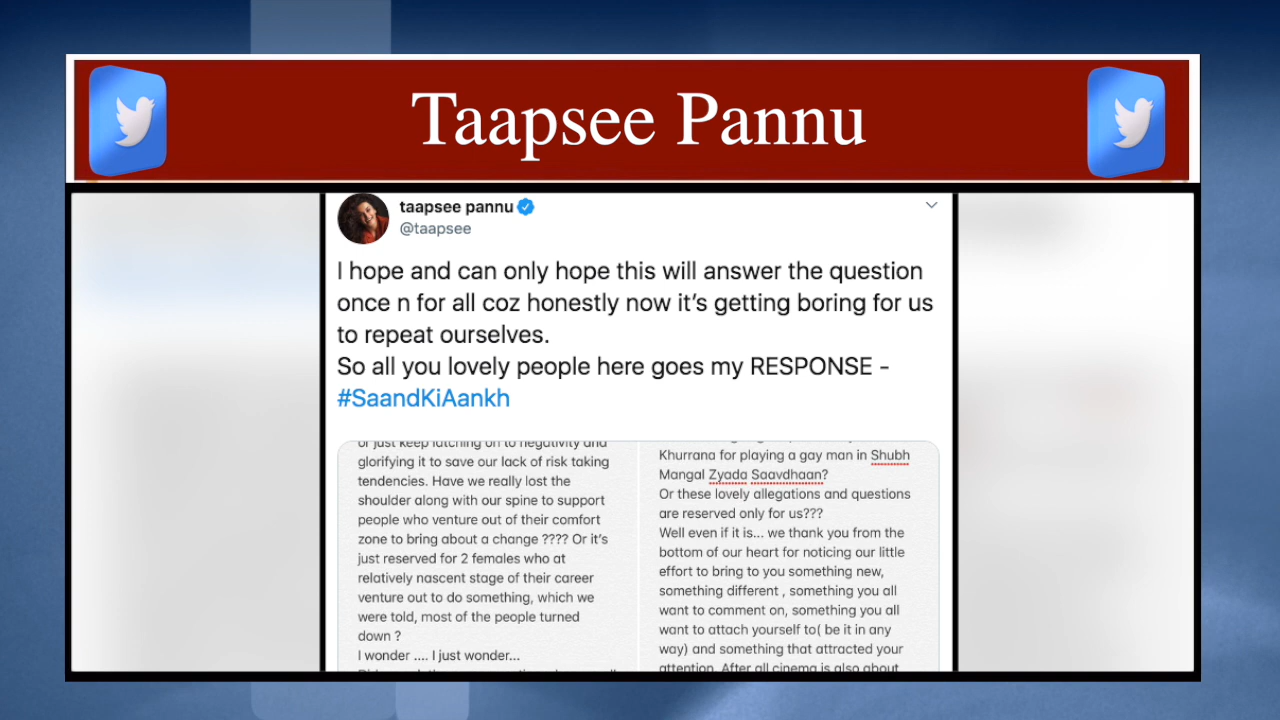 Taapsee Pannu
taapsee pannu
@taapsee
I hope and can only hope this will answer the question
once n for all coz honestly now it's getting boring for us
to repeat ourselves.
So all you lovely people here goes my RESPONSE -
#SaandKiAankh
or just keep latching on to negativity and
glorifying it to save our lack of risk taking
tendencies. Have we really lost the
shoulder along with our spine to support
people who venture out of their comfort
zone to bring about a change ???? Or it's
just reserved for 2 females who at
relatively nascent stage of their career
venture out to do something, which we
were told, most of the people turned
down ?
I wonder .... I just wonder...
Khurrana for playing a gay man in Shubh
Mangal Zyada Saavdhaan?
Or these lovely allegations and questions
are reserved only for us???
Well even if it is... we thank you from the
bottom of our heart for noticing our little
effort to bring to you something new,
something different , something you all
want to comment on, something you all
want to attach yourself to( be it in any
way) and something that attracted your
attention. After all cinema is also about